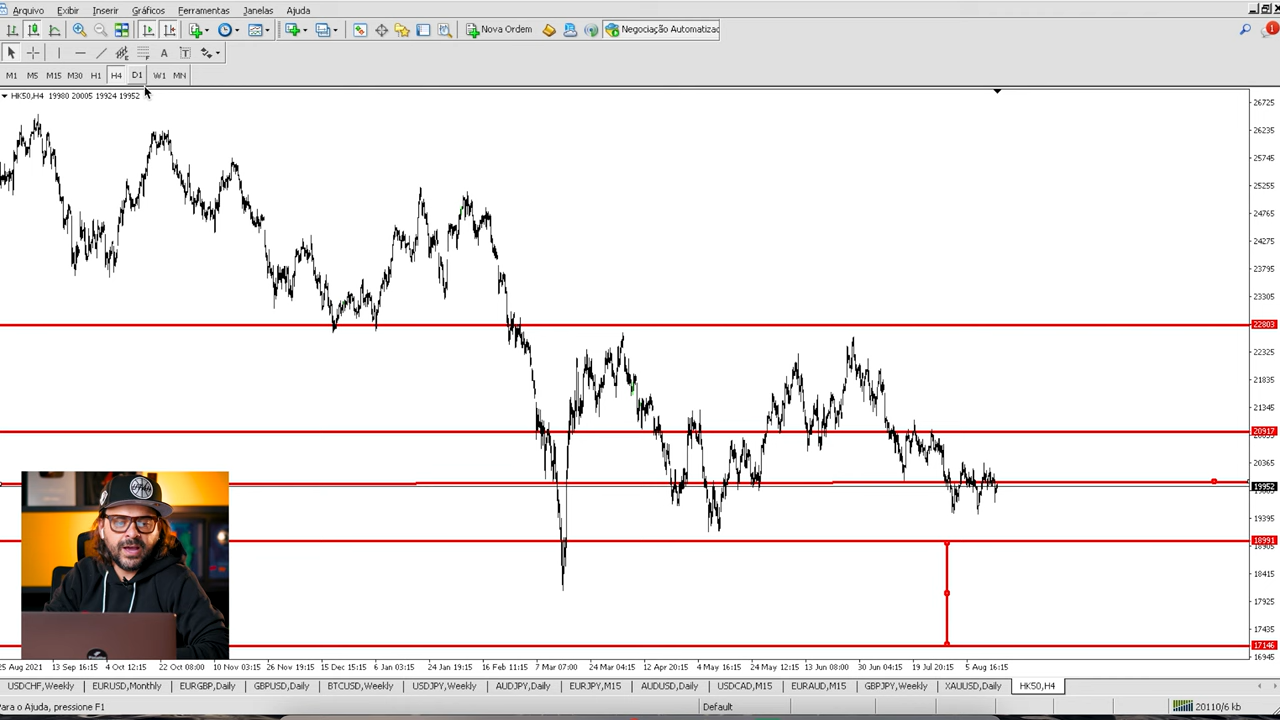 Arquivo Exibir Inserir Gráficos Ferramentas Janelas Ajuda
Nova Ordem Negociação Automatizad
1
A T
M1 M5 M15 M30 H1 H4 D1 W1 MN
HK50,H4 19980 20005 19924 19952
26725
26235
25745
25255
24765
24275
23795
23305
22803
22325
21835
21345
20917
20365
19952
19395
18991
18415
17925
17435
17146
16945
25 Aug 2021 13 Sep 16:15 4 Oct 12:15 22 Oct 08:00 10 Nov 03:15 26 Nov 19:15 15 Dec 15:15 6 Jan 03:15 24 Jan 19:15 16 Feb 11:15 7 Mar 07:00 24 Mar 04:15 12 Apr 20:15 4 May 16:15 24 May 12:15 13 Jun 08:00 30 Jun 04:15 19 Jul 20:15 5 Aug 16:15
USDCHF,Weekly EURUSD,Monthly EURGBP,Daily GBPUSD,Daily BTCUSD,Weekly USDJPY,Weekly AUDJPY,Daily EURJPY,M15 AUDUSD,Daily USDCAD,M15 EURAUD,M15 GBPJPY,Weekly XAUUSD,Daily HK50,H4
Para o Ajuda, pressione F1 Default 20110/6 kb